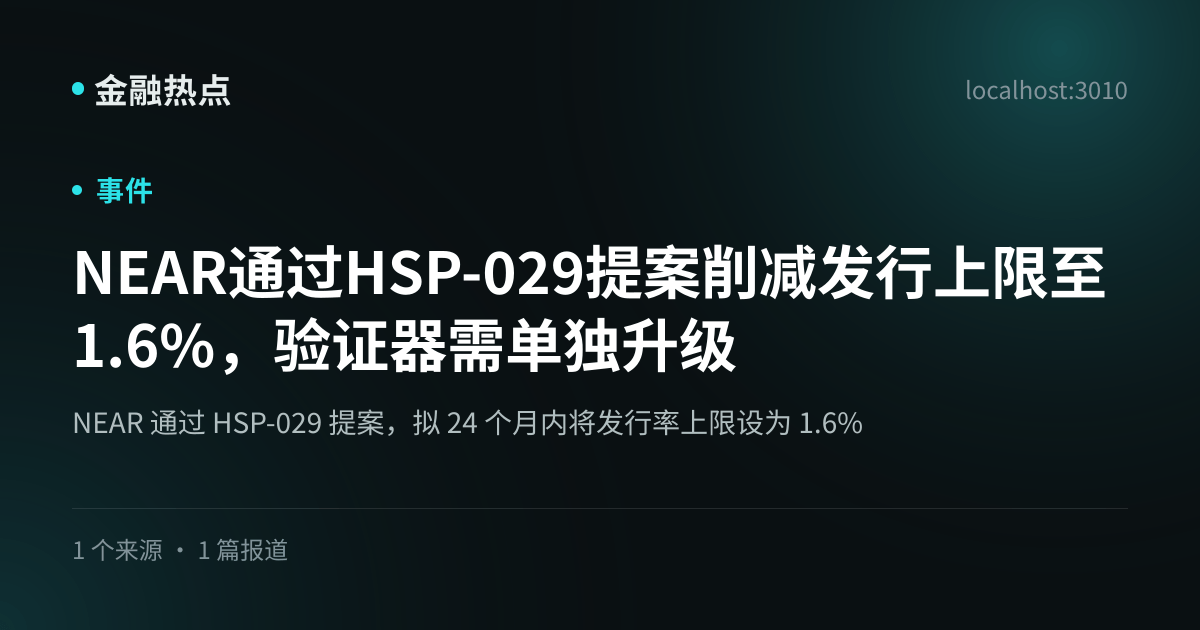 金融热点
localhost:3010
事件
NEAR通过HSP-029提案削减发行上限至
1.6%，验证器需单独升级
NEAR 通过 HSP-029 提案，拟 24 个月内将发行率上限设为 1.6%
1 个来源 · 1 篇报道